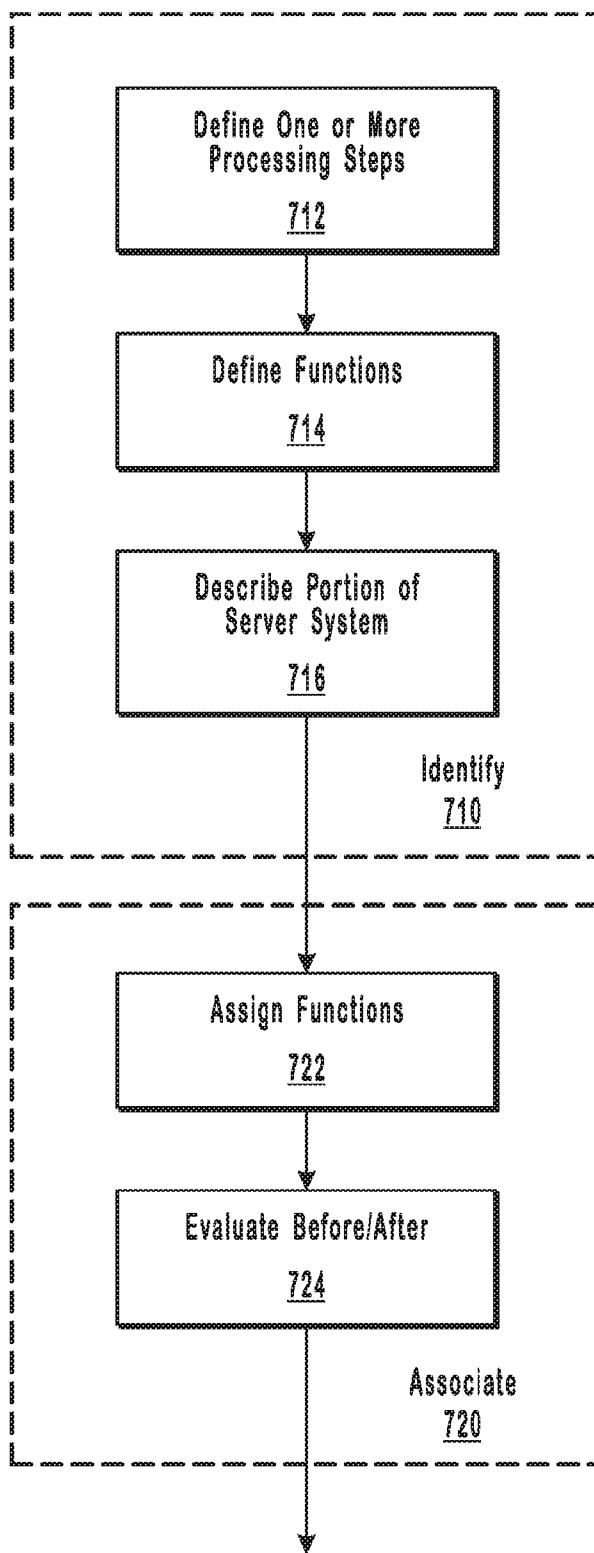 Define One or More
Processing Steps
712
Define Functions
714
Describe Portion of
Server System
716
Identify
710
Assign Functions
722
Evaluate Before/After
724
Associate
720